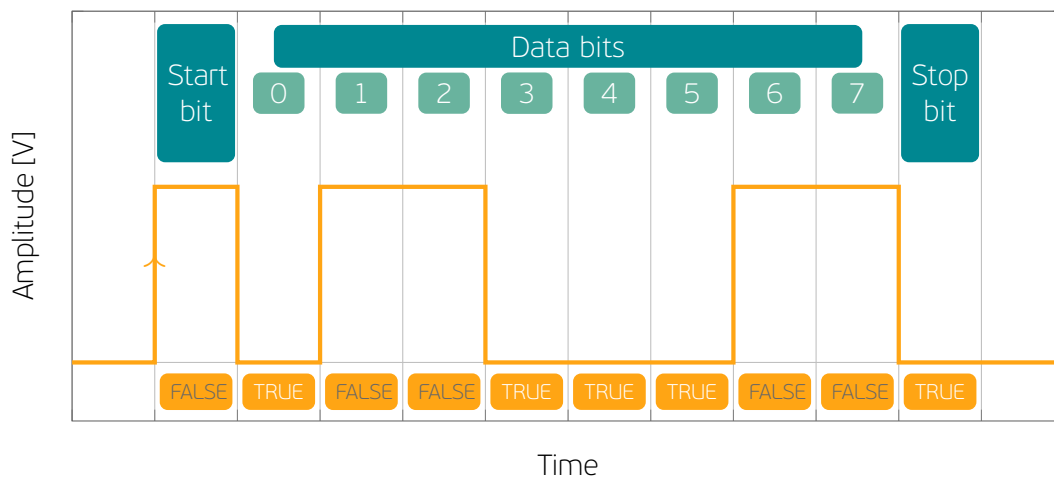 Start
bit
Data bits
0 1 2 3 4 5 6 7
Stop
bit
Amplitude [V]
FALSE TRUE FALSE FALSE TRUE TRUE TRUE FALSE FALSE TRUE
Time